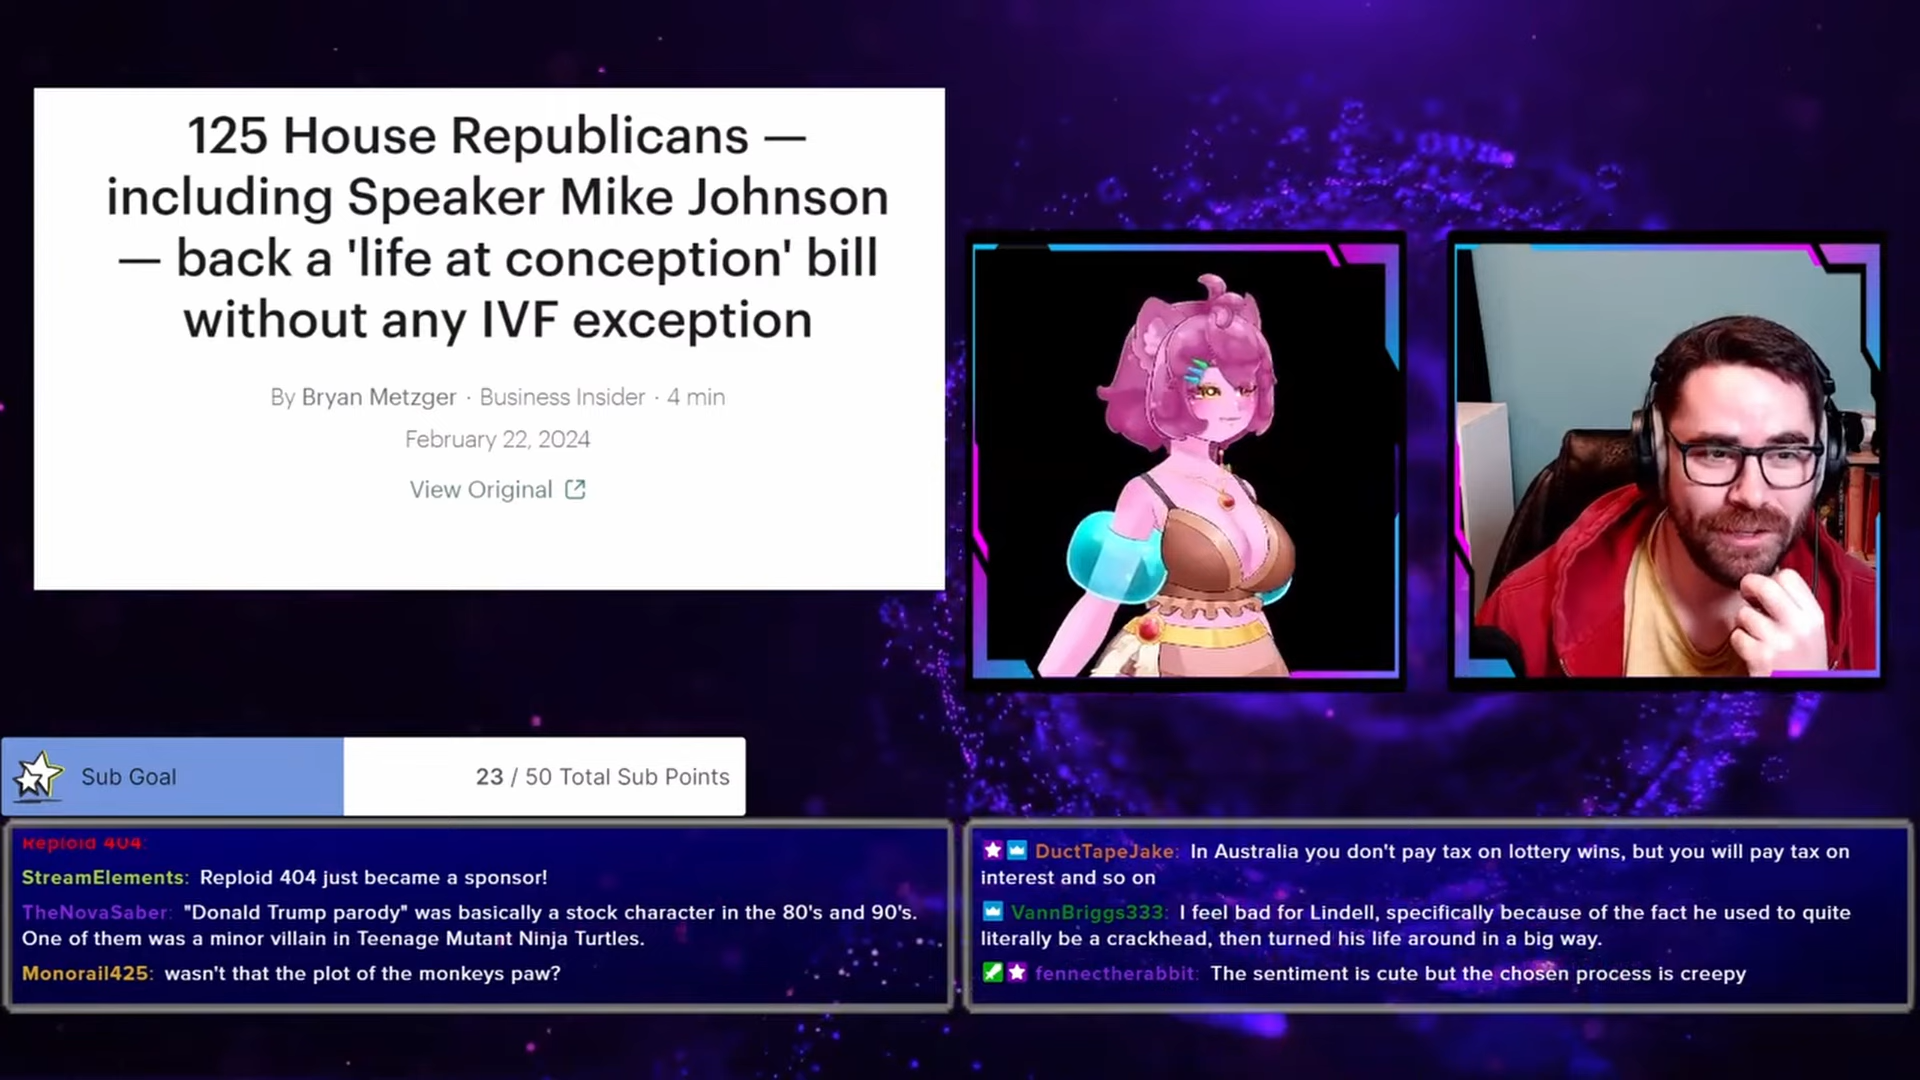 125 House Republicans —
including Speaker Mike Johnson
— back a 'life at conception' bill
without any IVF exception
By Bryan Metzger · Business Insider · 4 min
February 22, 2024
View Original
Sub Goal
23 / 50 Total Sub Points
Reploid 404:
StreamElements: Reploid 404 just became a sponsor!
TheNovaSaber: "Donald Trump parody" was basically a stock character in the 80's and 90's.
One of them was a minor villain in Teenage Mutant Ninja Turtles.
Monorail425: wasn't that the plot of the monkeys paw?
DuctTapeJake: In Australia you don't pay tax on lottery wins, but you will pay tax on
interest and so on
VannBriggs333: I feel bad for Lindell, specifically because of the fact he used to quite
literally be a crackhead, then turned his life around in a big way.
fennectherabbit: The sentiment is cute but the chosen process is creepy